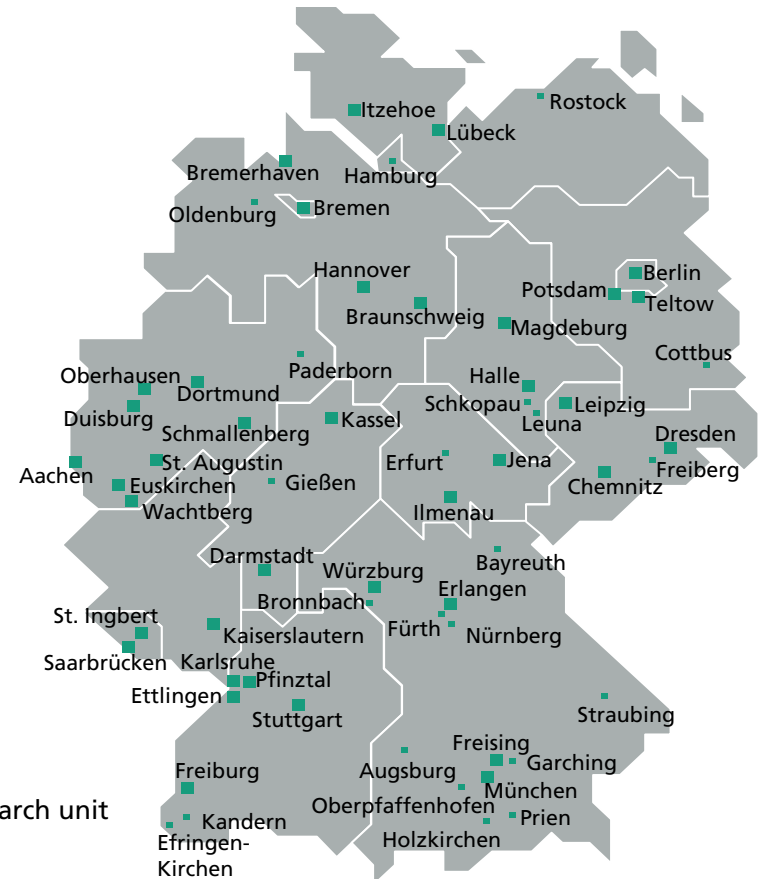 Itzehoe
Rostock
Lübeck
Bremerhaven
Hamburg
Oldenburg
Bremen
Hannover
Berlin
Potsdam
Teltow
Braunschweig
Magdeburg
Cottbus
Paderborn
Oberhausen
Dortmund
Halle
Schkopau
Leipzig
Duisburg
Kassel
Leuna
Schmallenberg
Dresden
St. Augustin
Erfurt
Jena
Freiberg
Aachen
Euskirchen
Gießen
Chemnitz
Wachtberg
Ilmenau
Darmstadt
Würzburg
Bayreuth
Erlangen
Bronnbach
St. Ingbert
Kaiserslautern
Fürth
Nürnberg
Saarbrücken
Karlsruhe
Pfinztal
Ettlingen
Stuttgart
Straubing
Freising
Garching
Freiburg
Augsburg
München
Oberpfaffenhofen
Prien
arch unit
Kandern
Holzkirchen
Efringen-
Kirchen